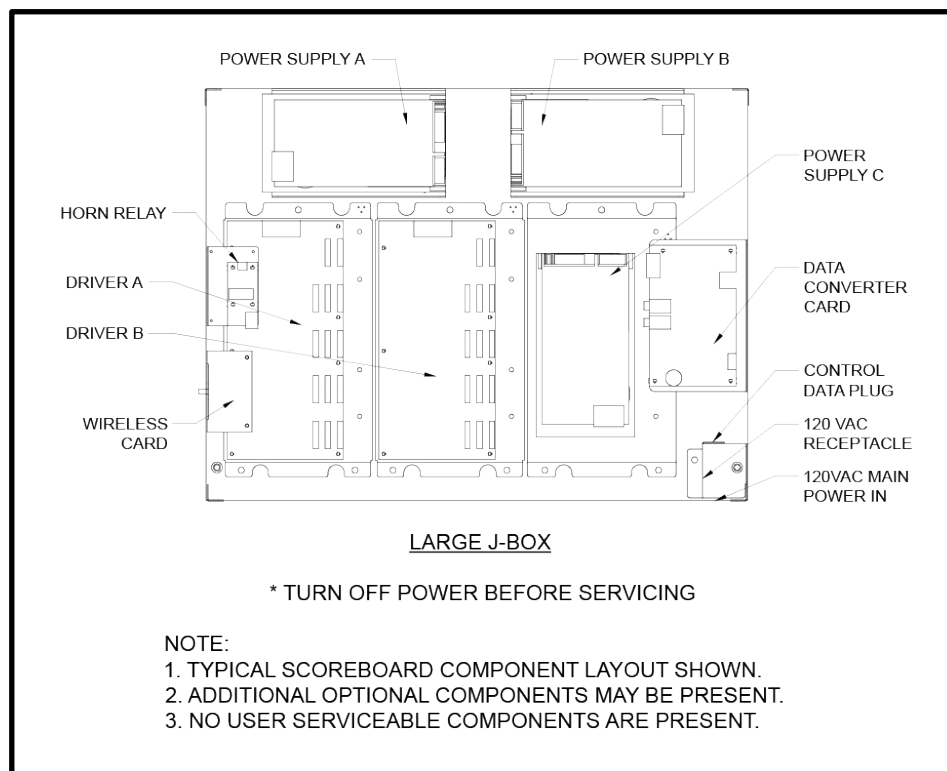 POWER SUPPLY A
POWER SUPPLY B
POWER
SUPPLY C
HORN RELAY
DRIVER A
DRIVER B
WIRELESS
CARD
DATA
CONVERTER
CARD
CONTROL
DATA PLUG
120 VAC
RECEPTACLE
120VAC MAIN
POWER IN
LARGE J-BOX
* TURN OFF POWER BEFORE SERVICING
NOTE:
1. TYPICAL SCOREBOARD COMPONENT LAYOUT SHOWN.
2. ADDITIONAL OPTIONAL COMPONENTS MAY BE PRESENT.
3. NO USER SERVICEABLE COMPONENTS ARE PRESENT.